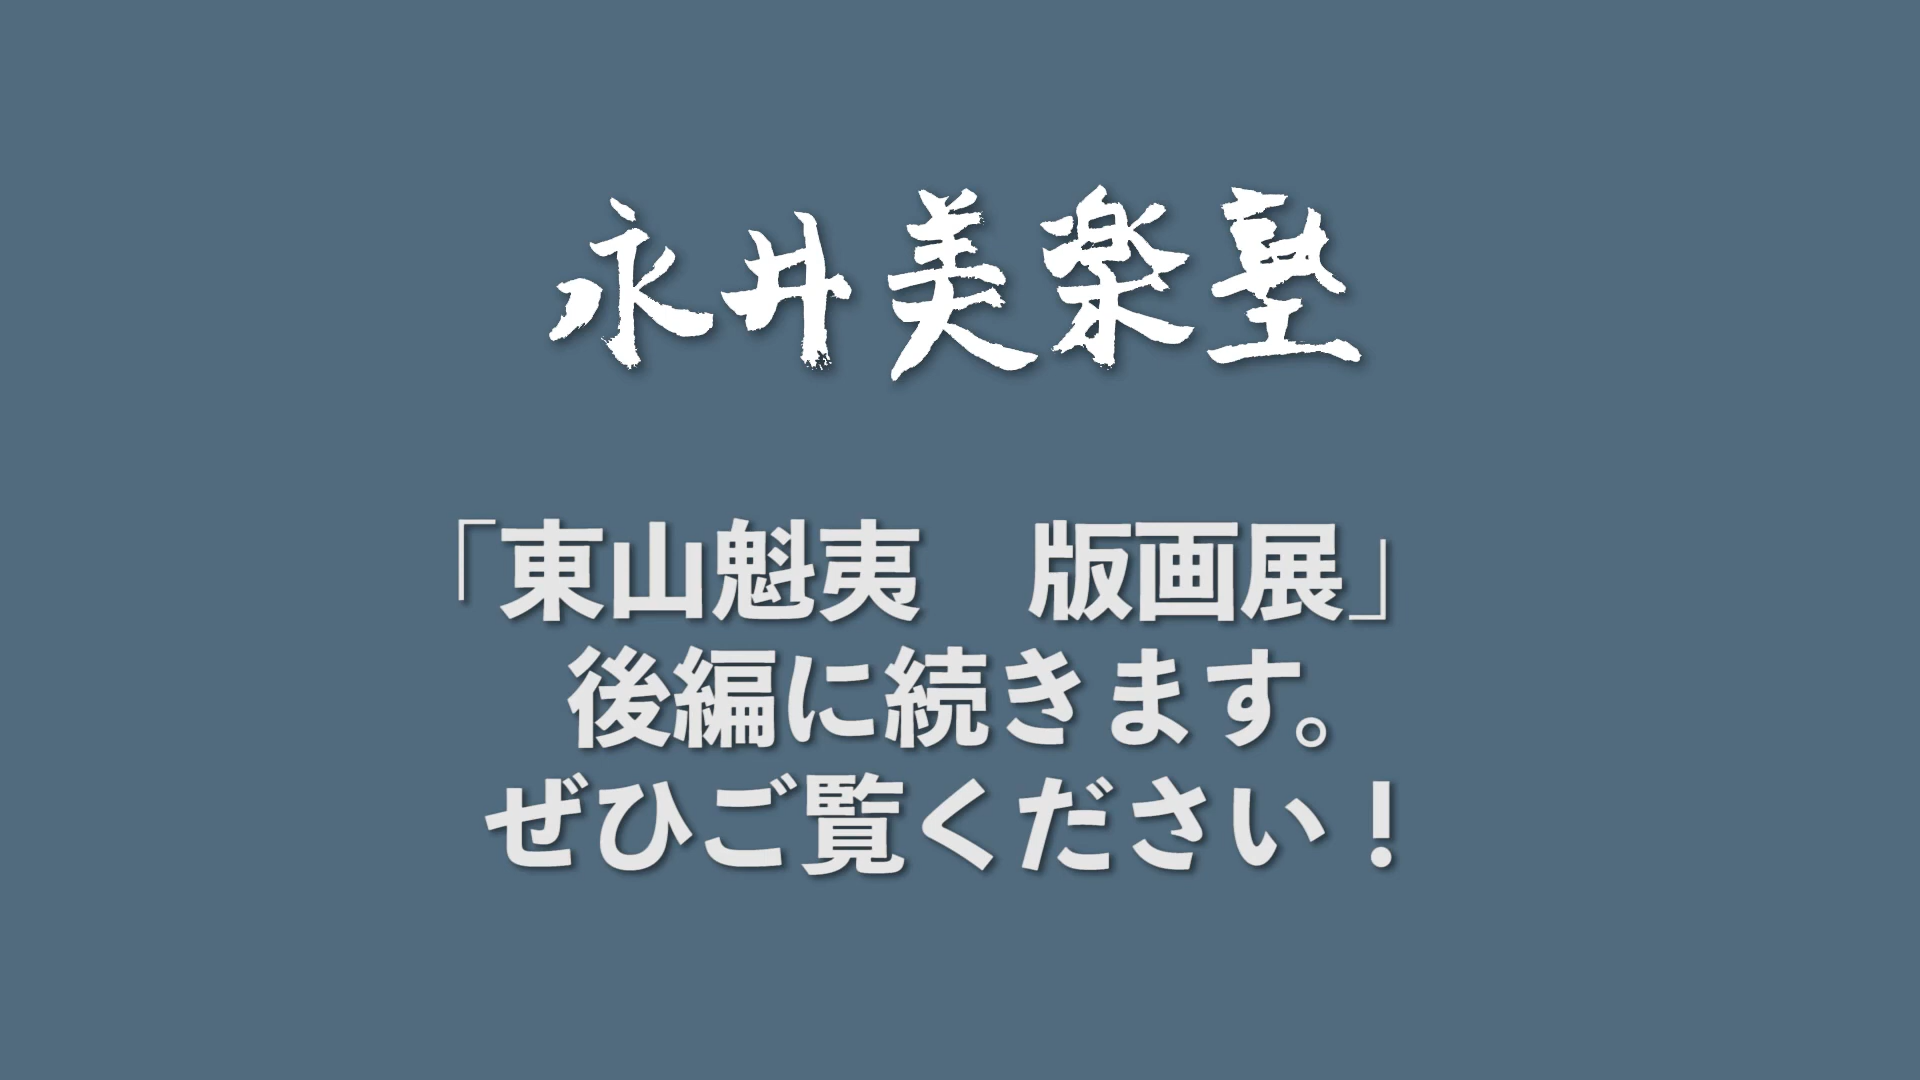 永井美楽塾
「東山魁夷　版画展」
後編に続きます。
ぜひご覧ください！